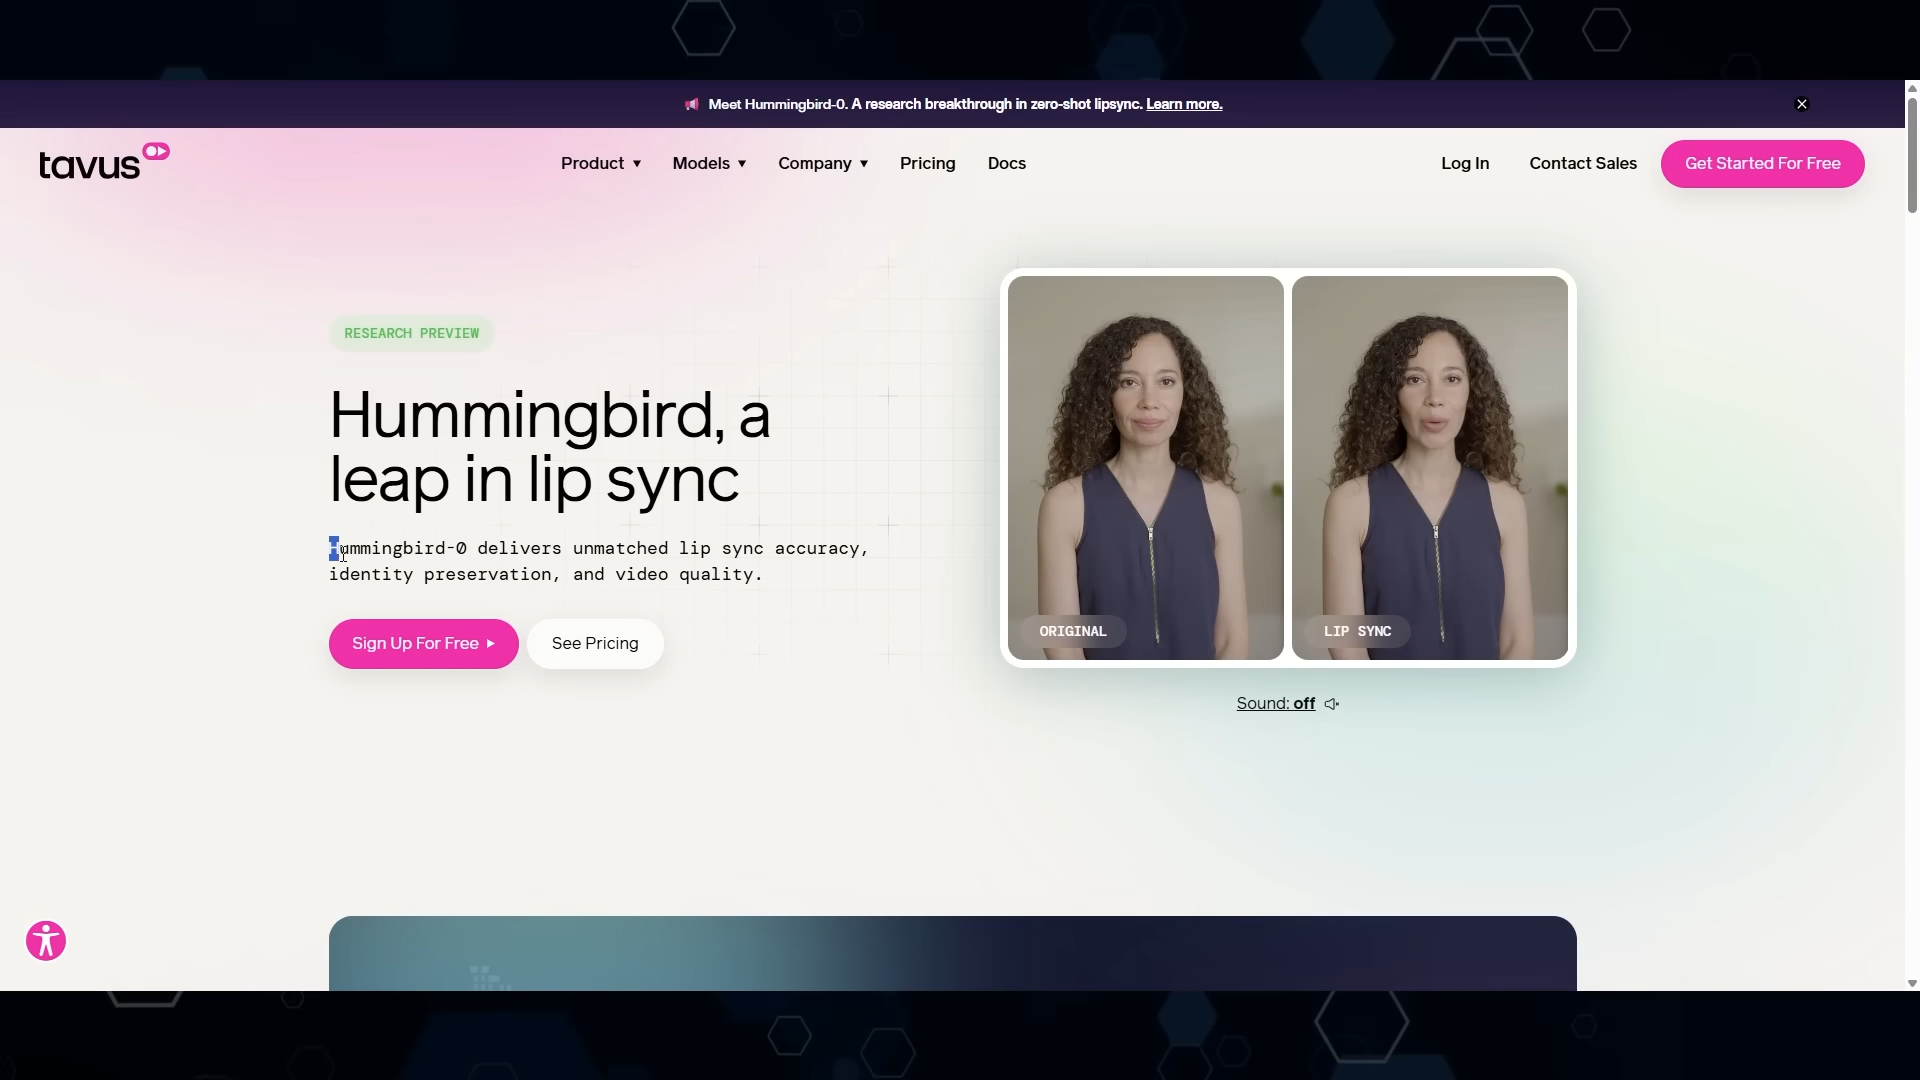 Meet Hummingbird-0. A research breakthrough in zero-shot lipsync. Learn more.
tavus
Product ▼ Models ▼ Company ▼ Pricing Docs
Log In Contact Sales Get Started For Free
RESEARCH PREVIEW
Hummingbird, a
leap in lip sync
Hummingbird-0 delivers unmatched lip sync accuracy,
identity preservation, and video quality.
Sign Up For Free ▶ See Pricing
ORIGINAL
LIP SYNC
Sound: off